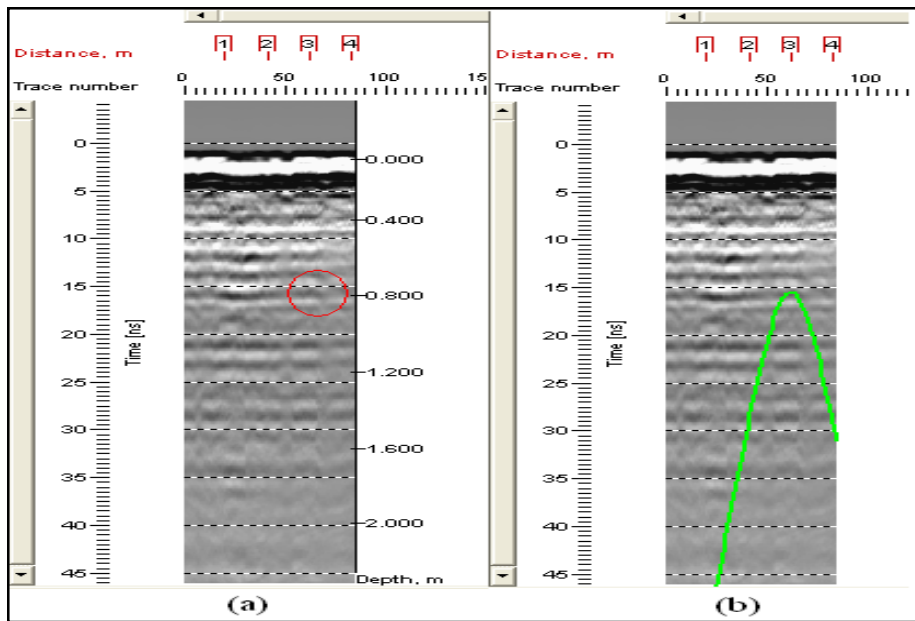 Distance, m 1 2 3 4
Trace number 0 50 100 15
0
5
10
15
20
25
30
35
40
45
Time [ns]
0.000
0.400
0.800
1.200
1.600
2.000
Depth, m
(a)
Distance, m 1 2 3 4
Trace number 0 50 100
0
5
10
15
20
25
30
35
40
45
Time [ns]
(b)